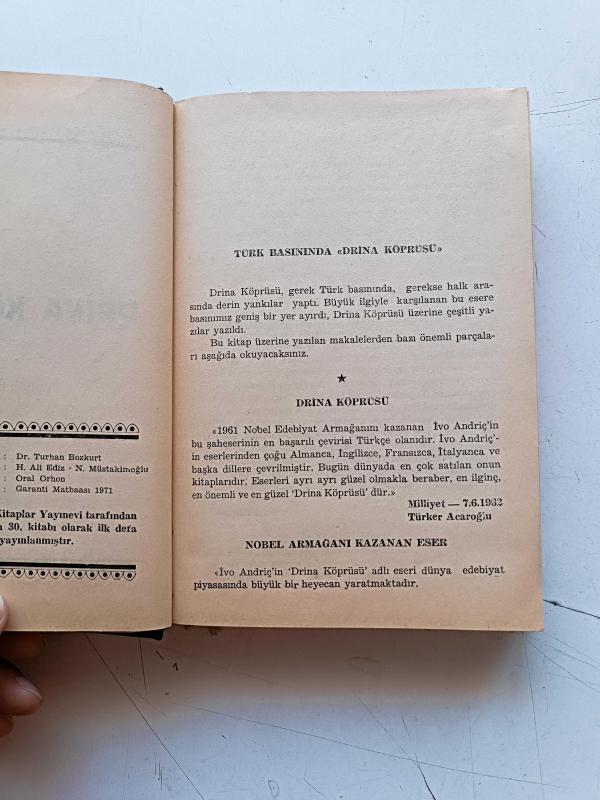 : Dr. Turhan Bozkurt
: H. Ali Ediz - N. Müstakimoğlu
: Oral Orhon
: Garanti Matbaası 1971
Kitaplar Yayınevi tarafından
30. kitabı olarak ilk defa
yayınlanmıştır.
TÜRK BASININDA «DRİNA KÖPRÜSÜ»
Drina Köprüsü, gerek Türk basınında, gerekse halk ara-
sında derin yankılar yaptı. Büyük ilgiyle karşılanan bu esere
basınımız geniş bir yer ayırdı, Drina Köprüsü üzerine çeşitli ya-
zılar yazıldı.
Bu kitap üzerine yazılan makalelerden bazı önemli parçala-
rı aşağıda okuyacaksınız.
★
DRİNA KÖPRÜSÜ
«1961 Nobel Edebiyat Armağanını kazanan İvo Andriç'in
bu şaheserinin en başarılı çevirisi Türkçe olanıdır. İvo Andriç'-
in eserlerinden çoğu Almanca, İngilizce, Fransızca, İtalyanca ve
başka dillere çevrilmiştir. Bugün dünyada en çok satılan onun
kitaplarıdır. Eserleri ayrı ayrı güzel olmakla beraber, en ilginç,
en önemli ve en güzel 'Drina Köprüsü' dür.»
Milliyet — 7.6.1962
Türker Acaroğlu
NOBEL ARMAĞANI KAZANAN ESER
«İvo Andriç'in 'Drina Köprüsü' adlı eseri dünya edebiyat
piyasasında büyük bir heyecan yaratmaktadır.